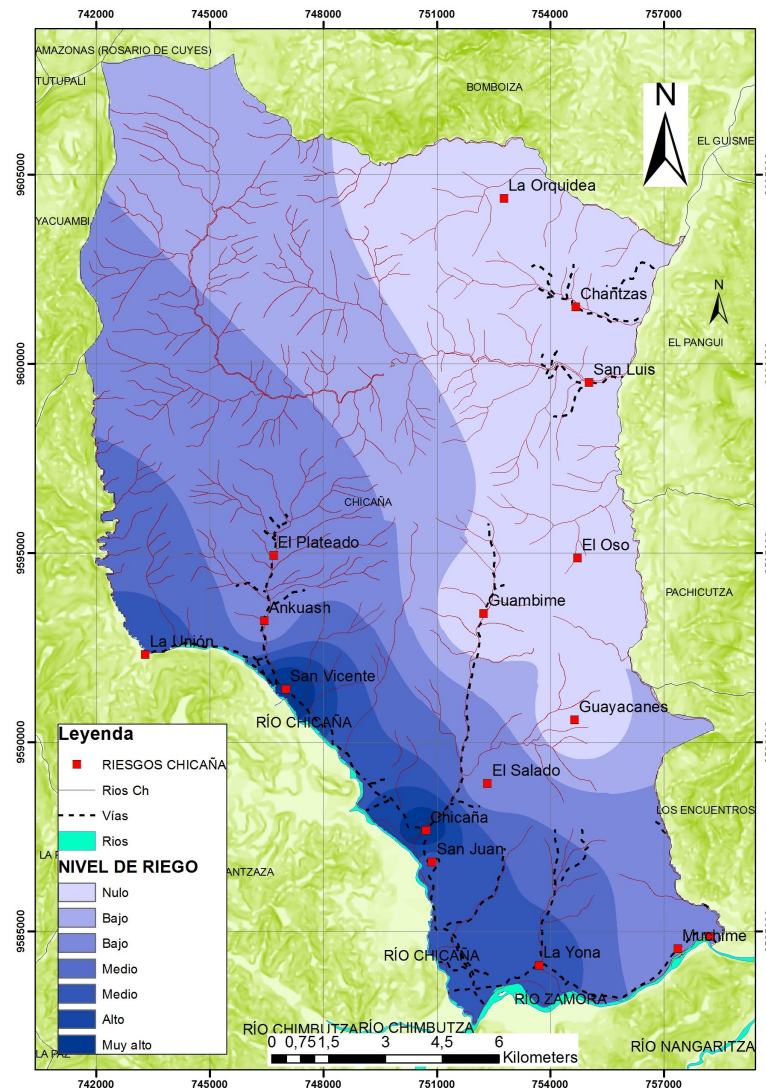 742000 745000 748000 751000 754000 757000
AMAZONAS (ROSARIO DE CUYES)
TUTUPALI
BOMBOIZA
N
EL GUISME
9605000
La Orquidea
YACUAMBI
Chantzas
N
EL PANGUI
9600000
San Luis
CHICAÑA
El Plateado
El Oso
9595000
PACHICUTZA
Ankuash
Guambime
La Unión
San Vicente
Guayacanes
RÍO CHICAÑA
9590000
El Salado
LOS ENCUENTROS
Chicaña
San Juan
ANTZAZA
Muchime
9585000
RÍO CHICAÑA
La Yona
RÍO ZAMORA
RÍO CHIMBUTZA
RÍO CHIMBUTZA
RÍO NANGARITZA
LA PAZ
Leyenda
RIESGOS CHICAÑA
Rios Ch
Vías
Rios
NIVEL DE RIEGO
Nulo
Bajo
Bajo
Medio
Medio
Alto
Muy alto
0 0,75 1,5 3 4,5 6
Kilometers
742000 745000 748000 751000 754000 757000